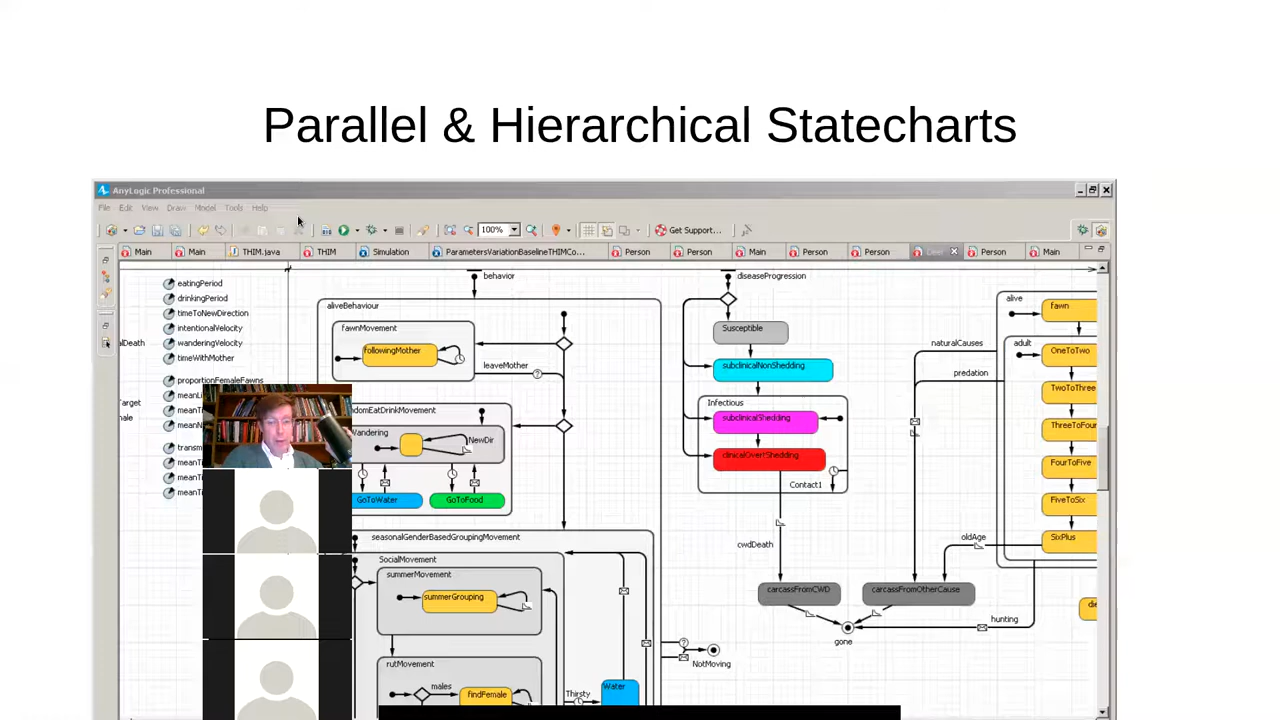 Parallel & Hierarchical Statecharts
AnyLogic Professional
File Edit View Draw Model Tools Help
100% Get Support...
Main Main THIM.java THIM Simulation ParametersVariationBaselineTHIMCo... Person Person Main Person Person Deer Person Main
eatingPeriod
drinkingPeriod
timeToNewDirection
intentionalVelocity
wanderingVelocity
timeWithMother
proportionFemaleFawns
behavior
aliveBehaviour
fawnMovement
followingMother
leaveMother
ndomEatDrinkMovement
Wandering
NewDir
GoToWater
GoToFood
seasonalGenderBasedGroupingMovement
SocialMovement
summerMovement
summerGrouping
rutMovement
males
findFemale
Thirsty
Water
NotMoving
diseaseProgression
Susceptible
subclinicalNonShedding
Infectious
subclinicalShedding
clinicalOvertShedding
Contact1
cwdDeath
carcassFromCWD
carcassFromOtherCause
gone
hunting
naturalCauses
predation
oldAge
alive
fawn
adult
OneToTwo
TwoToThree
ThreeToFour
FourToFive
FiveToSix
SixPlus